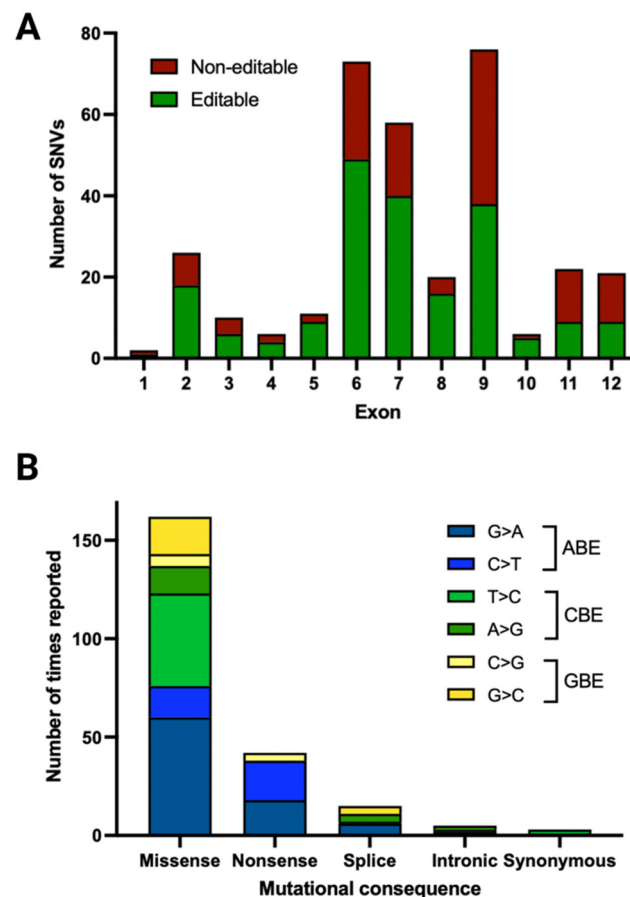 A
80
60
40
20
0
Number of SNVs
Non-editable
Editable
1 2 3 4 5 6 7 8 9 10 11 12
Exon
B
150
100
50
0
Number of times reported
G>A
C>T
ABE
T>C
A>G
CBE
C>G
G>C
GBE
Missense Nonsense Splice Intronic Synonymous
Mutational consequence